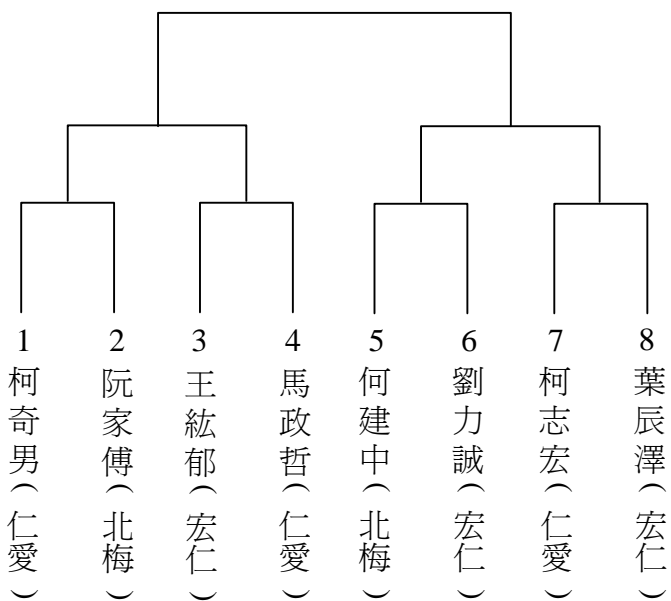 1 2 3 4 5 6 7 8
柯奇男(仁愛)
阮家傅(北梅)
王紘郁(宏仁)
馬政哲(仁愛)
何建中(北梅)
劉力誠(宏仁)
柯志宏(仁愛)
葉辰澤(宏仁)